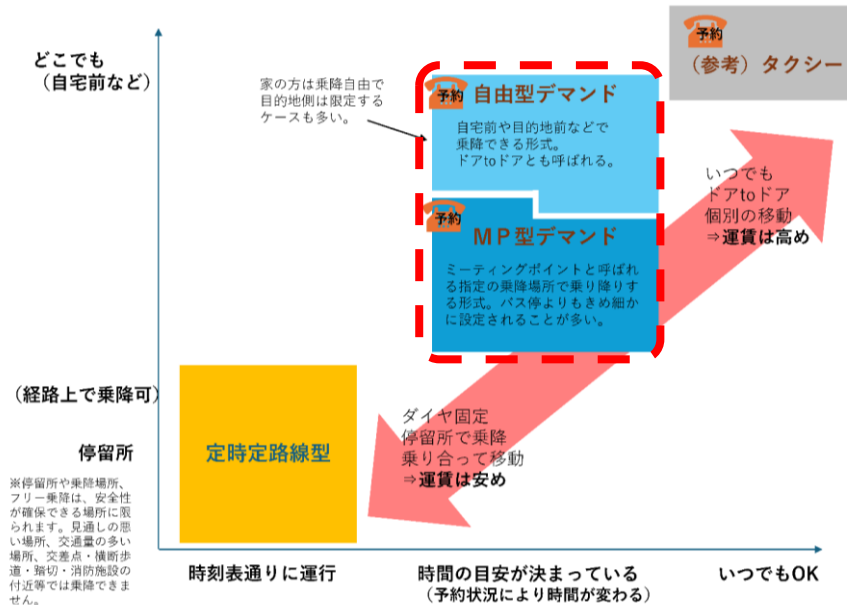 どこでも
（自宅前など）
家の方は乗降自由で
目的地側は限定する
ケースも多い。
予約
（参考）タクシー
予約
自由型デマンド
自宅前や目的地前などで
乗降できる形式。
ドアtoドアとも呼ばれる。
予約
ＭＰ型デマンド
ミーティングポイントと呼ばれ
る指定の乗降場所で乗り降りす
る形式。バス停よりもきめ細か
に設定されることが多い。
いつでも
ドアtoドア
個別の移動
⇒運賃は高め
（経路上で乗降可）
停留所
※停留所や乗降場所、
フリー乗降は、安全性
が確保できる場所に限
られます。見通しの悪
い場所、交通量の多い
場所、交差点・横断歩
道・踏切・消防施設の
付近等では乗降できま
せん。
定時定路線型
ダイヤ固定
停留所で乗降
乗り合って移動
⇒運賃は安め
時刻表通りに運行
時間の目安が決まっている
（予約状況により時間が変わる）
いつでもOK